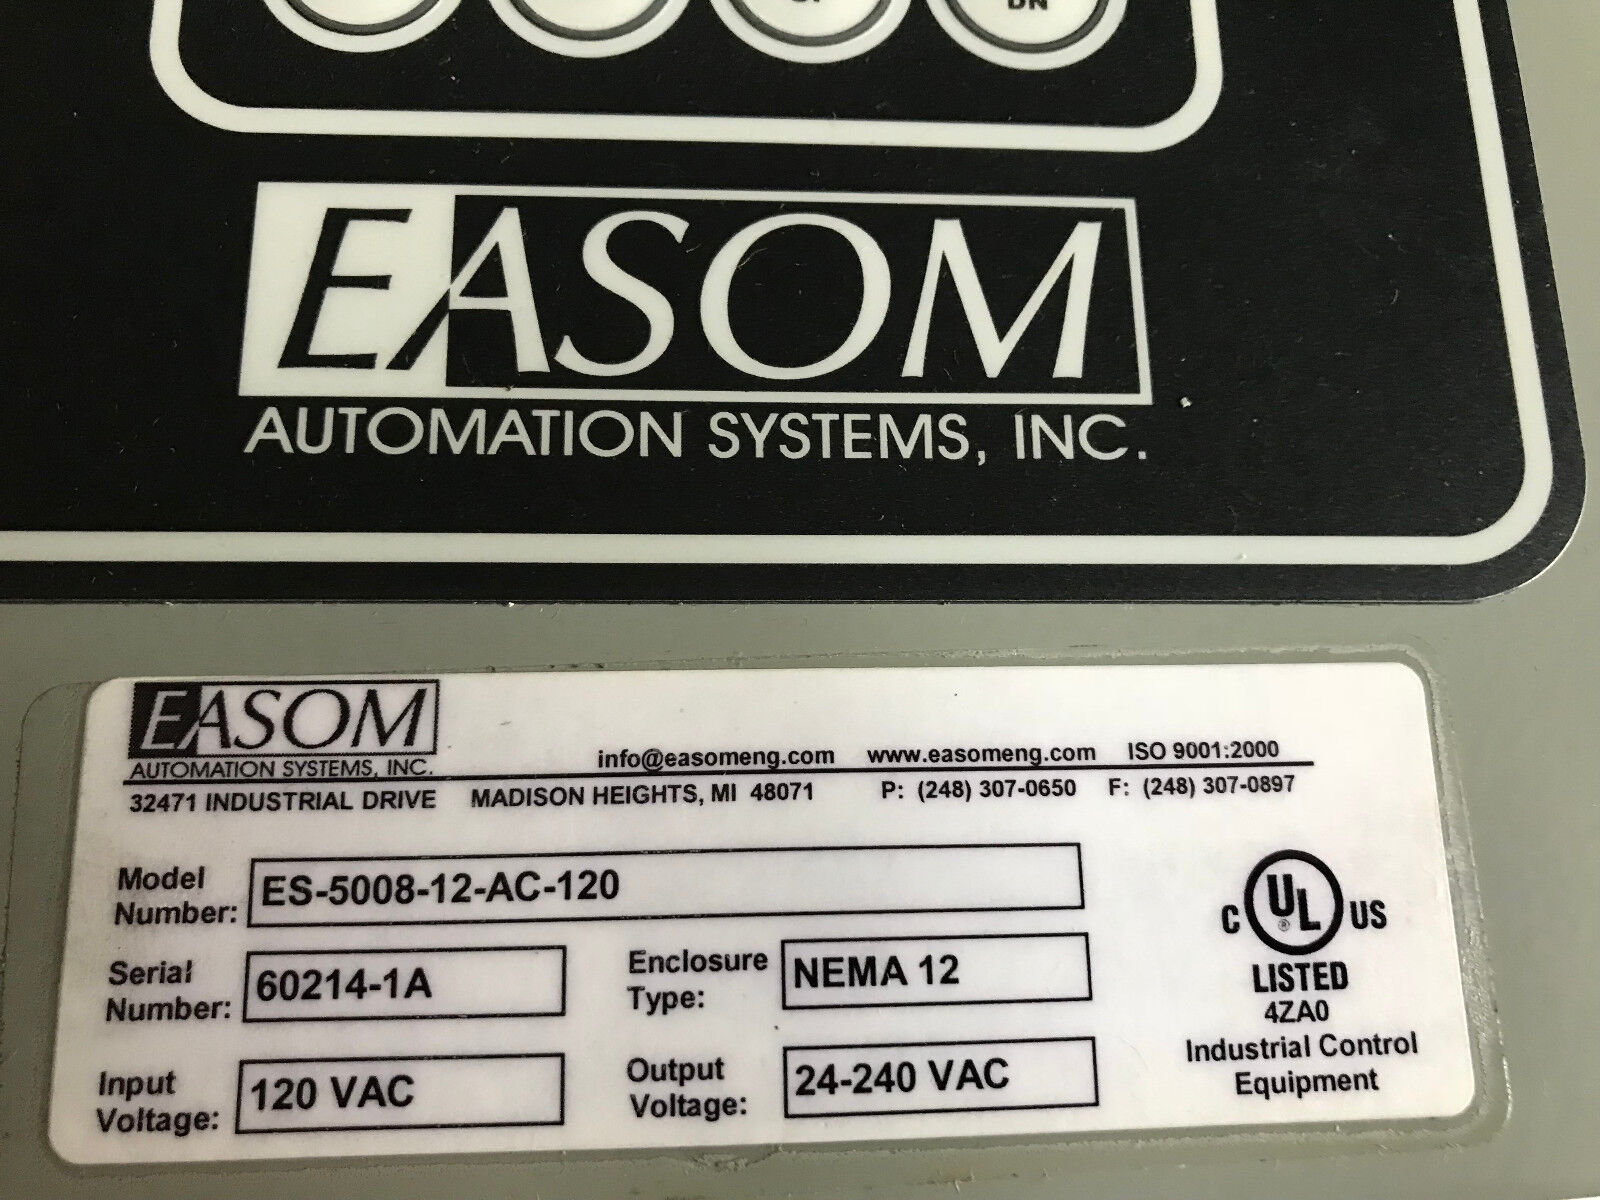 DN
EASOM
AUTOMATION SYSTEMS, INC.
EASOM
AUTOMATION SYSTEMS, INC.
info@easomeng.com www.easomeng.com ISO 9001:2000
32471 INDUSTRIAL DRIVE MADISON HEIGHTS, MI 48071 P: (248) 307-0650 F: (248) 307-0897
Model Number: ES-5008-12-AC-120
Serial Number: 60214-1A
Enclosure Type: NEMA 12
Input Voltage: 120 VAC
Output Voltage: 24-240 VAC
C UL ® US
LISTED
4ZA0
Industrial Control
Equipment